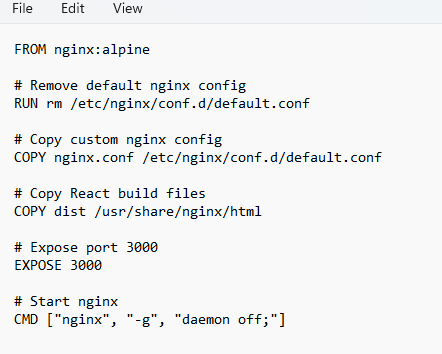 File Edit View
FROM nginx:alpine
# Remove default nginx config
RUN rm /etc/nginx/conf.d/default.conf
# Copy custom nginx config
COPY nginx.conf /etc/nginx/conf.d/default.conf
# Copy React build files
COPY dist /usr/share/nginx/html
# Expose port 3000
EXPOSE 3000
# Start nginx
CMD ["nginx", "-g", "daemon off;"]